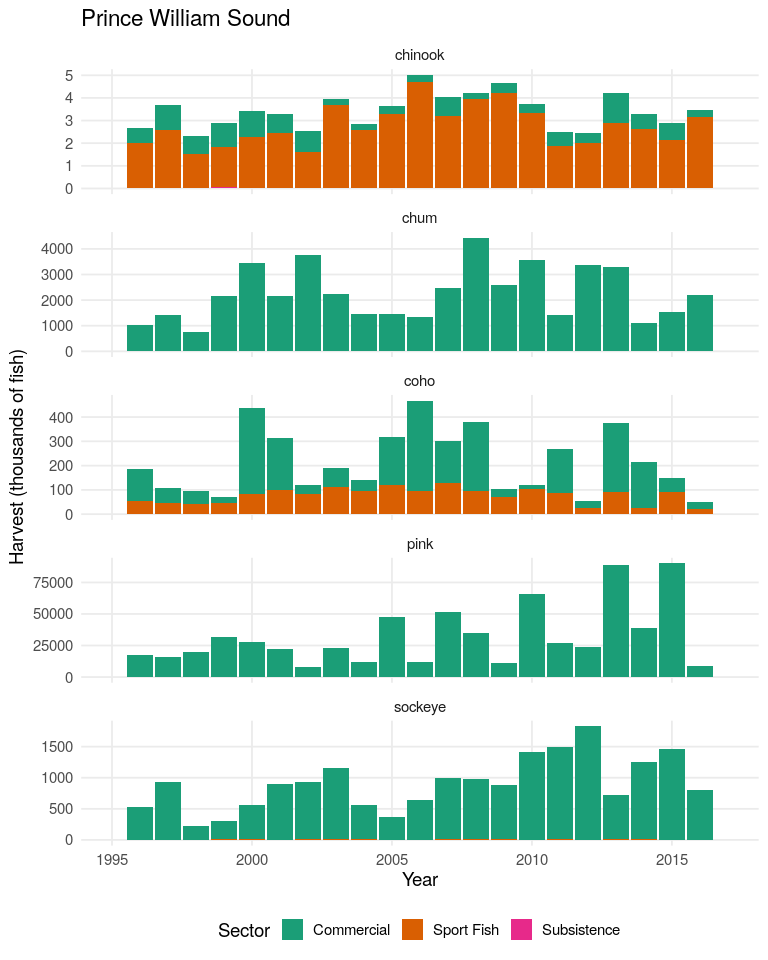 Prince William Sound
chinook
5
4
3
2
1
0
chum
4000
3000
2000
1000
0
coho
400
300
200
100
0
pink
75000
50000
25000
0
sockeye
1500
1000
500
0
Harvest (thousands of fish)
1995 2000 2005 2010 2015
Year
Sector Commercial Sport Fish Subsistence